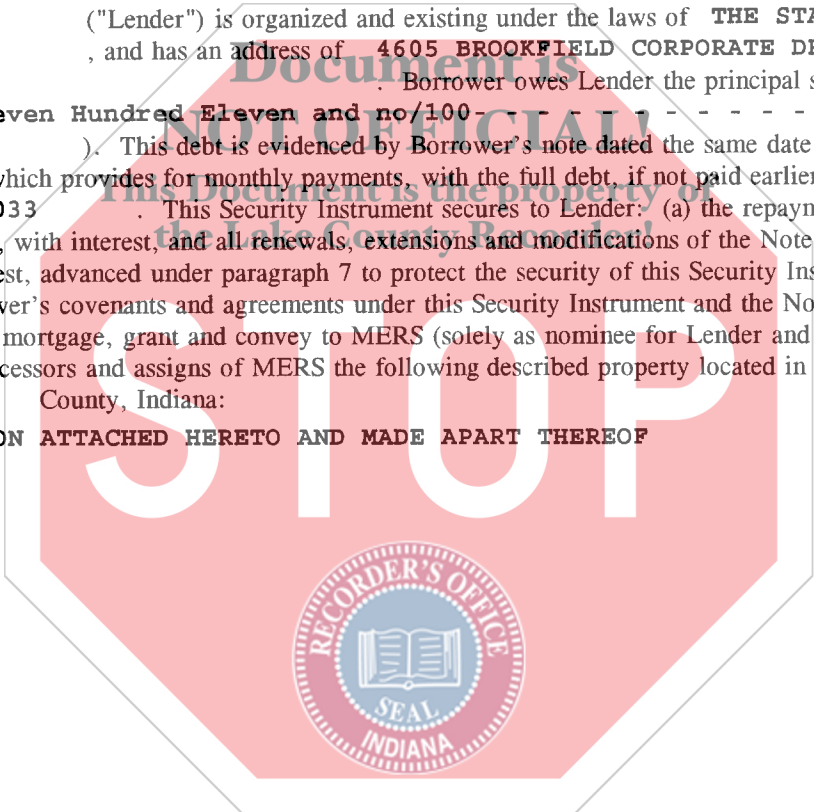 ("Lender") is organized and existing under the laws of THE STA
, and has an address of 4605 BROOKFIELD CORPORATE DR
Document is
. Borrower owes Lender the principal s
even Hundred Eleven and no/100- - - - - - - - - - - - -
NOT OFFICIAL!
). This debt is evidenced by Borrower's note dated the same date
which provides for monthly payments, with the full debt, if not paid earlier
This Document is the property of
033 . This Security Instrument secures to Lender: (a) the repaym
the Lake County Recorder!
, with interest, and all renewals, extensions and modifications of the Note
est, advanced under paragraph 7 to protect the security of this Security Ins
wer's covenants and agreements under this Security Instrument and the No
mortgage, grant and convey to MERS (solely as nominee for Lender and
ccessors and assigns of MERS the following described property located in
County, Indiana:
ON ATTACHED HERETO AND MADE APART THEREOF
STOP
RECORDER'S OFFICE
SEAL
INDIANA